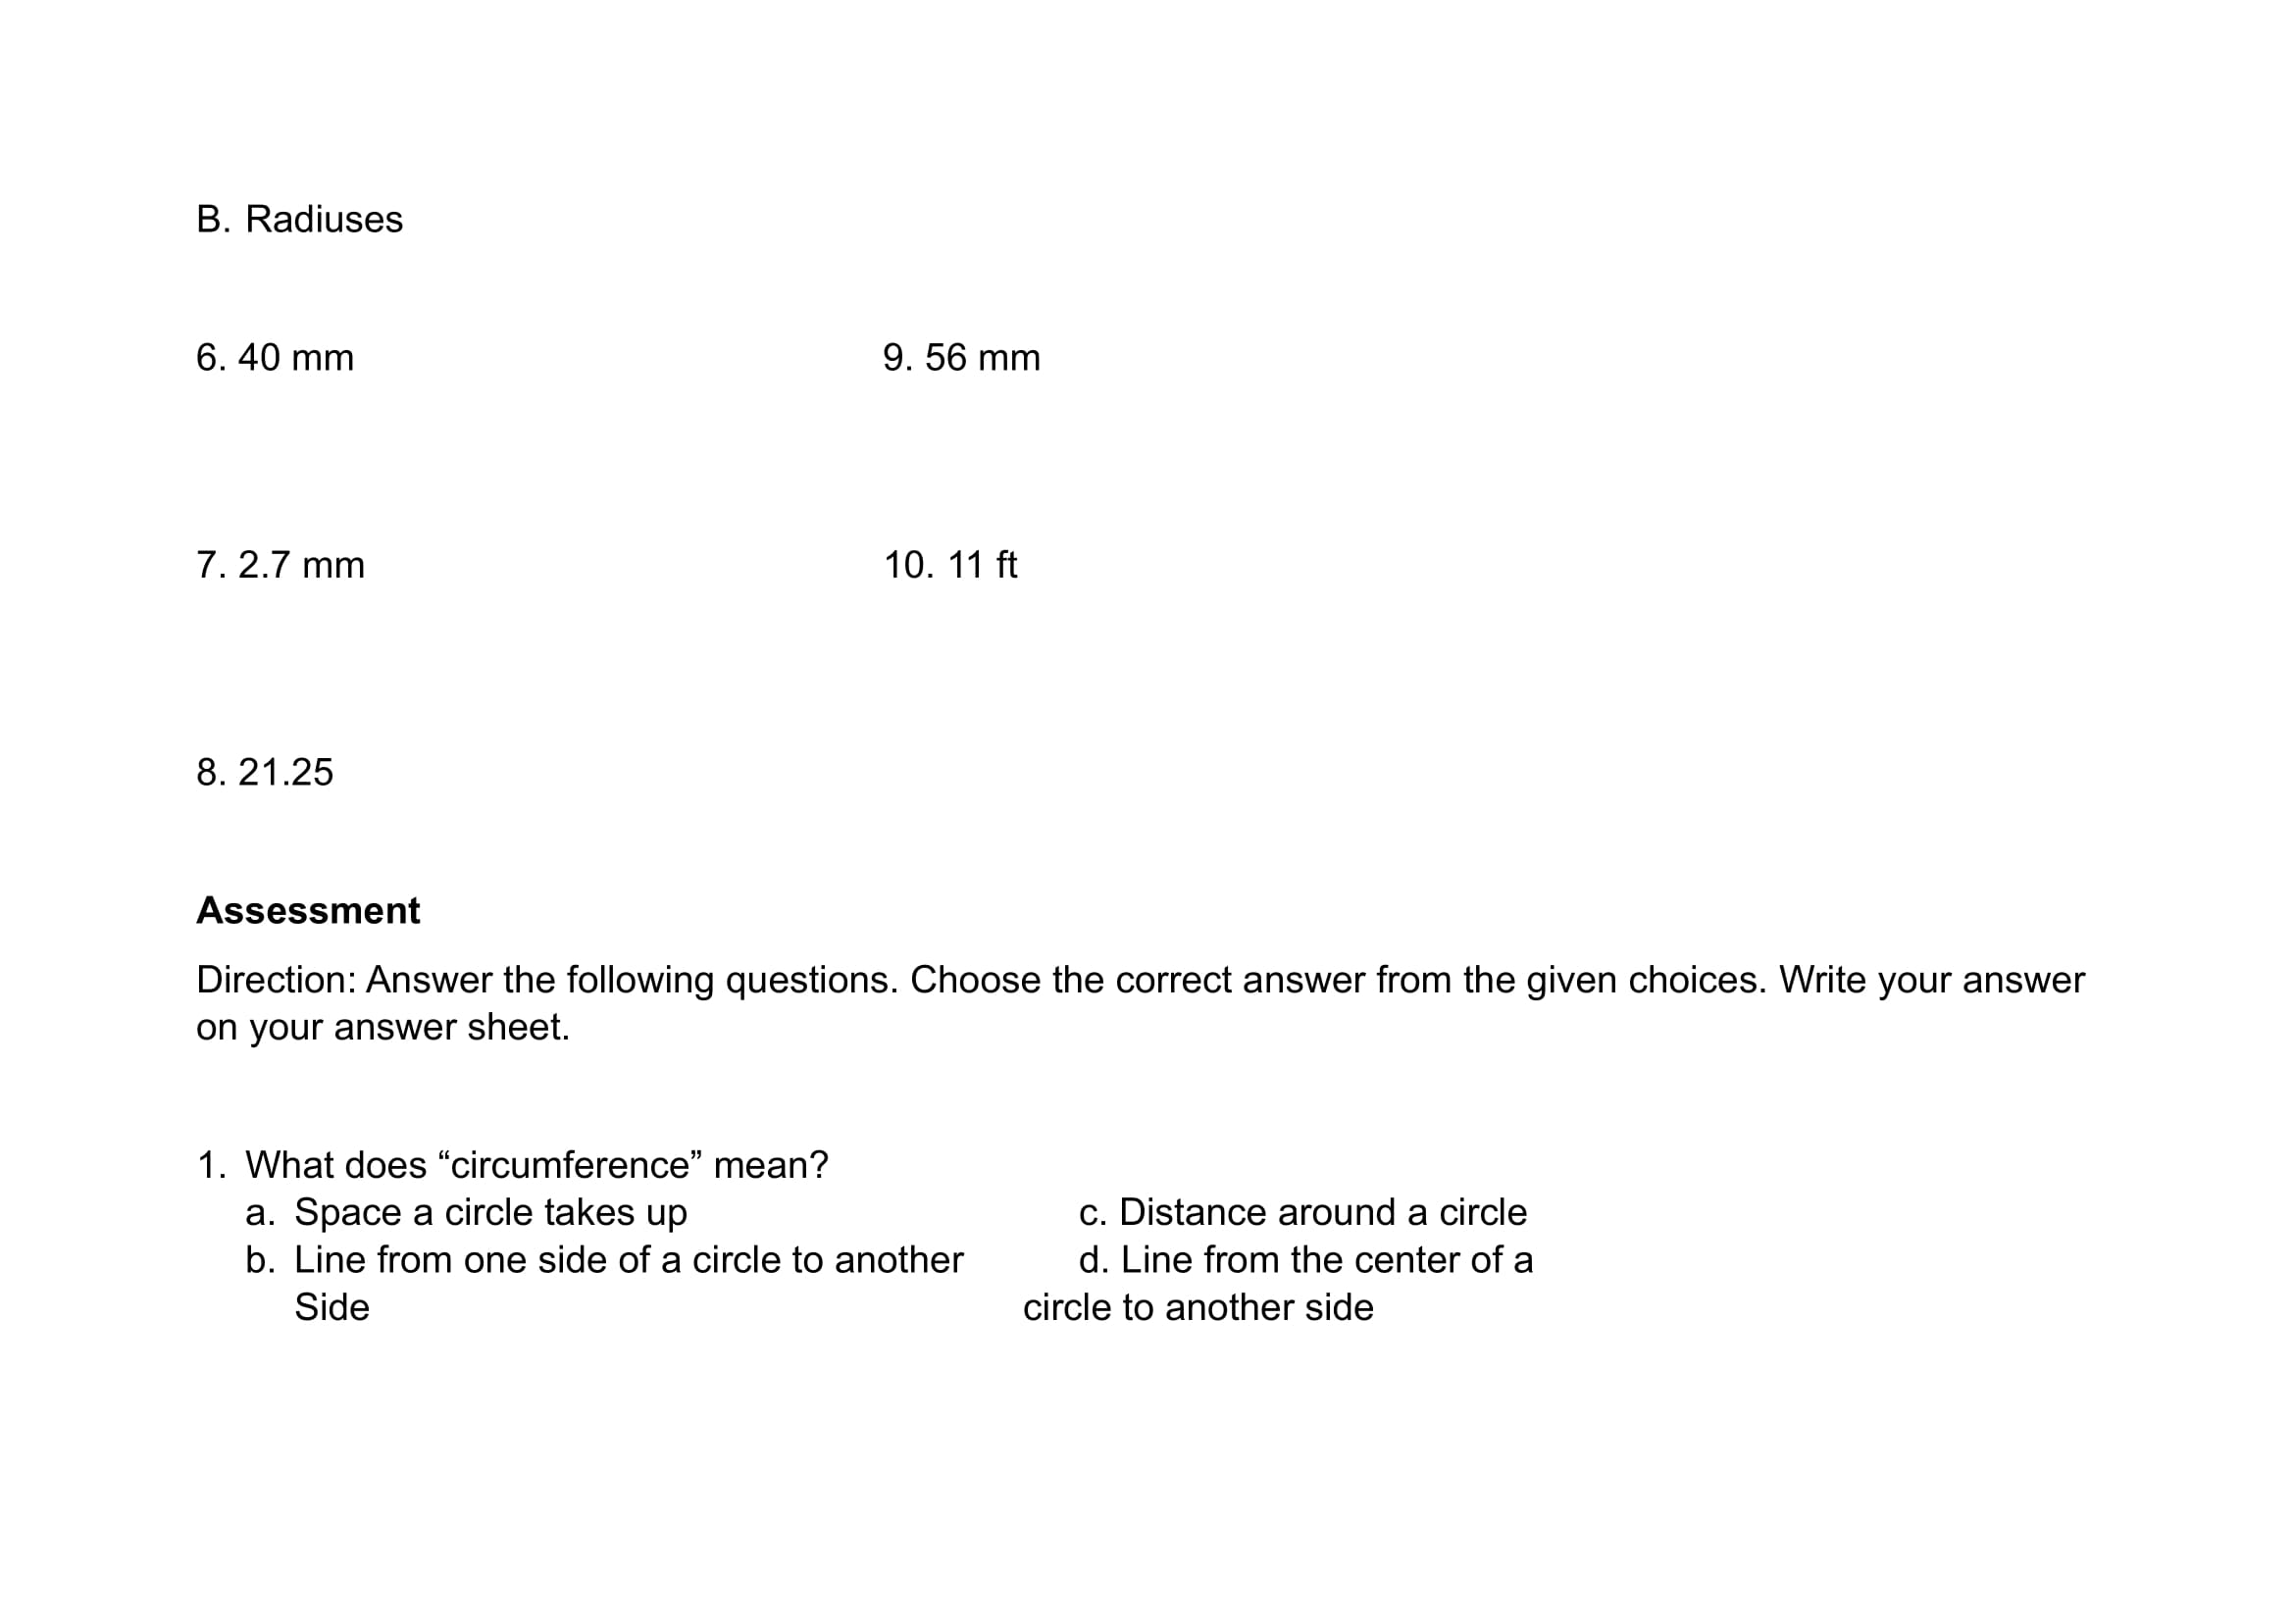 B. Radiuses
6. 40 mm
9. 56 mm
7. 2.7 mm
10. 11 ft
8. 21.25
Assessment
Direction: Answer the following questions. Choose the correct answer from the given choices. Write your answer
on your answer sheet.
1. What does “circumference” mean?
a. Space a circle takes up
c. Distance around a circle
b. Line from one side of a circle to another
d. Line from the center of a
Side
circle to another side